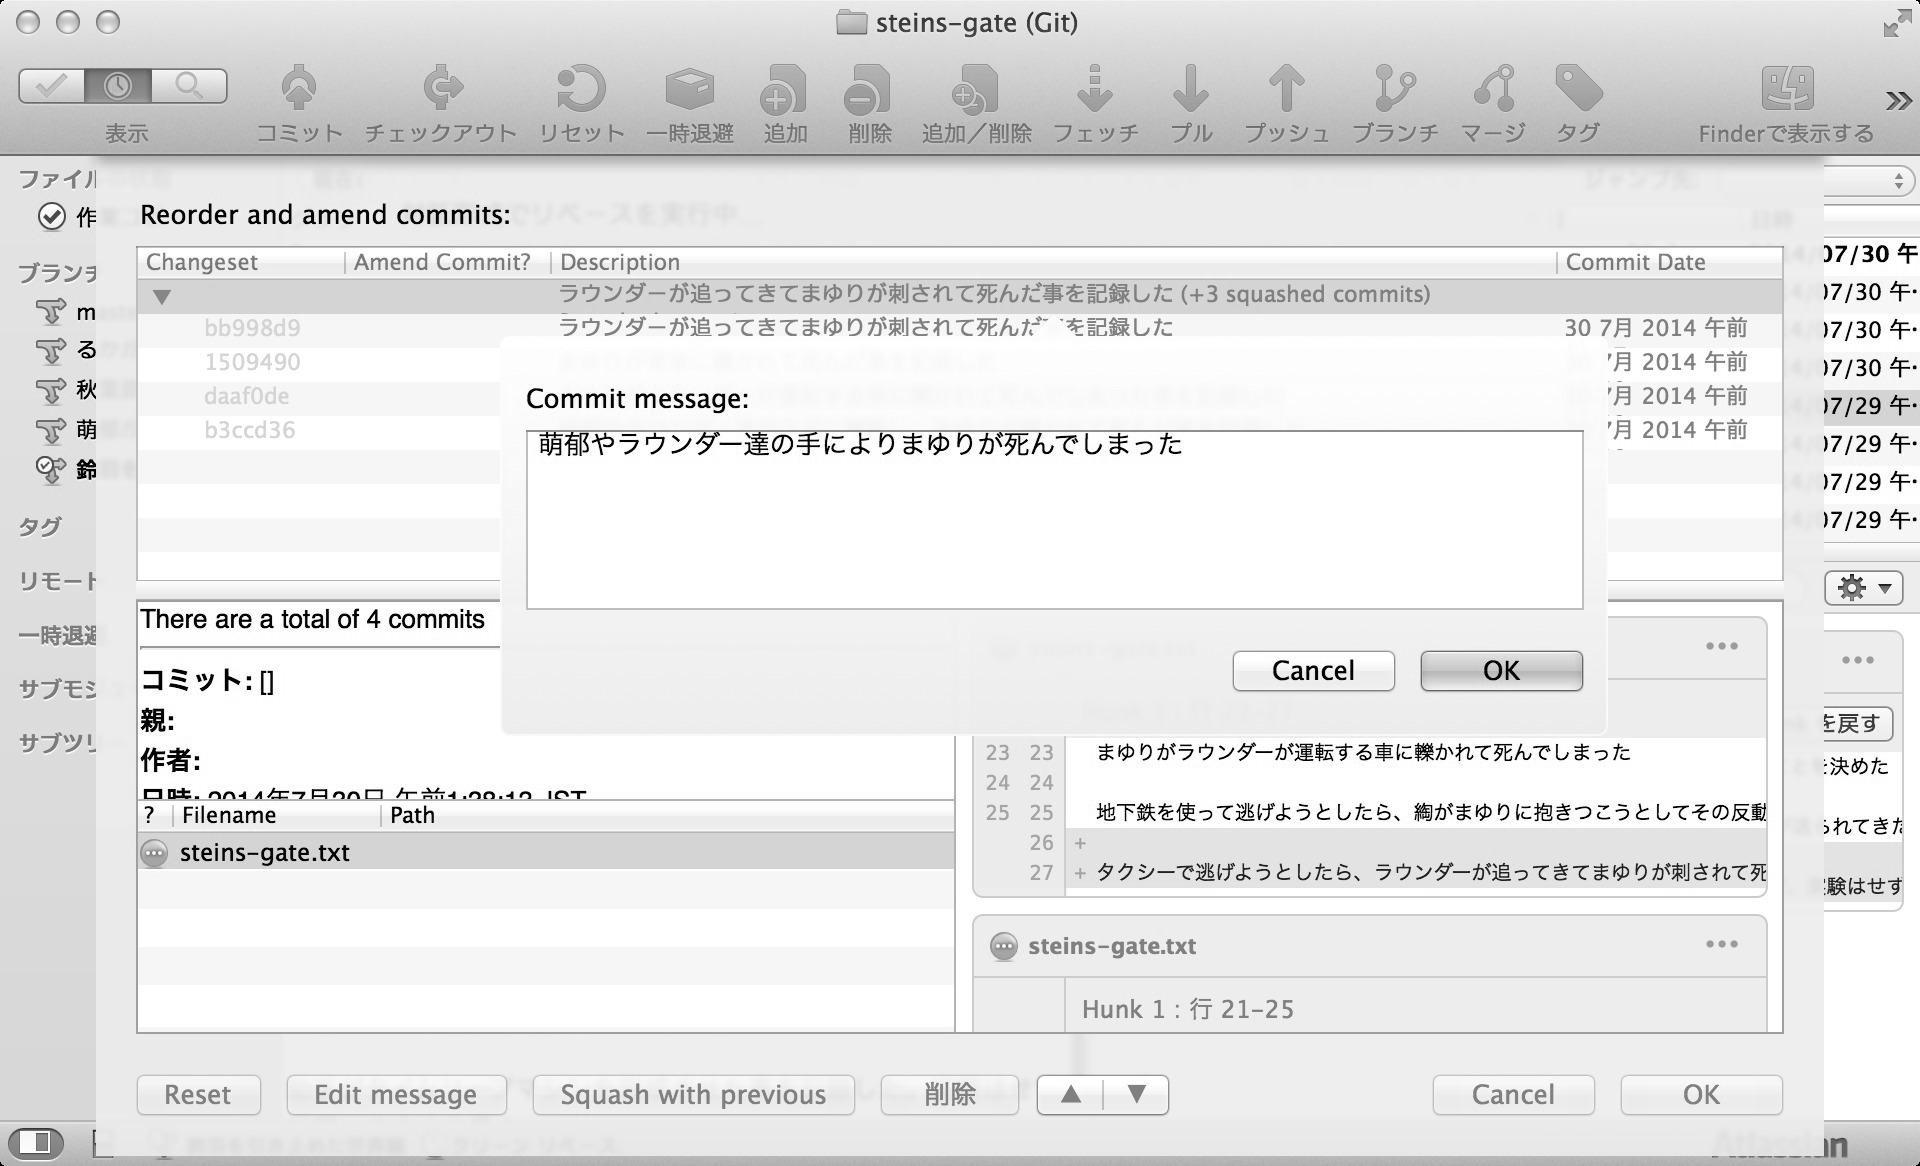 steins-gate (Git)
表示
コミット
チェックアウト
リセット
一時退避
追加
削除
追加／削除
フェッチ
プル
プッシュ
ブランチ
マージ
タグ
Finderで表示する
ファイル
作
ブランチ
m
る
秋
萌
鈴
タグ
リモート
一時退避
サブモジ
サブツリ
Reorder and amend commits:
Changeset Amend Commit? Description Commit Date
ラウンダーが追ってきてまゆりが刺されて死んだ事を記録した (+3 squashed commits)
bb998d9 ラウンダーが追ってきてまゆりが刺されて死んだ を記録した 30 7月 2014 午前
1509490 7月 2014 午前
daaf0de 7月 2014 午前
b3ccd36 7月 2014 午前
Commit message:
萌郁やラウンダー達の手によりまゆりが死んでしまった
Cancel OK
07/30 午
07/30 午
07/30 午
07/30 午
07/29 午
07/29 午
07/29 午
07/29 午
There are a total of 4 commits
コミット: []
親:
作者:
日時: 2014年7月30日 午前1:28:12 JST
? Filename Path
steins-gate.txt
23 23 まゆりがラウンダーが運転する車に轢かれて死んでしまった
24 24
25 25 地下鉄を使って逃げようとしたら、綯がまゆりに抱きつこうとしてその反動
26 +
27 + タクシーで逃げようとしたら、ラウンダーが追ってきてまゆりが刺されて死
steins-gate.txt
Hunk 1 : 行 21-25
を戻す
を決めた
られてきた
験はせず
Reset Edit message Squash with previous 削除 Cancel OK
Atlassian